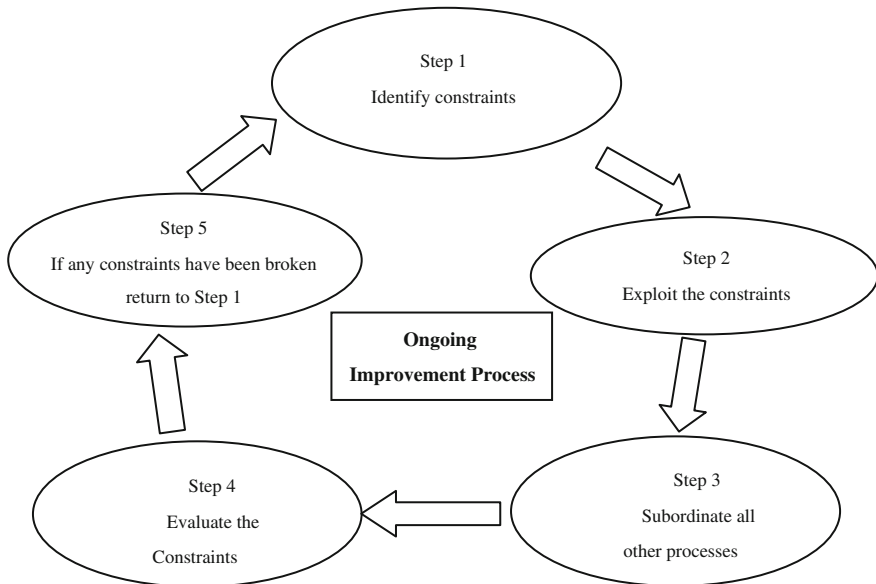 Step 1
Identify constraints
Step 2
Exploit the constraints
Step 3
Subordinate all
other processes
Step 4
Evaluate the
Constraints
Step 5
If any constraints have been broken
return to Step 1
Ongoing
Improvement Process